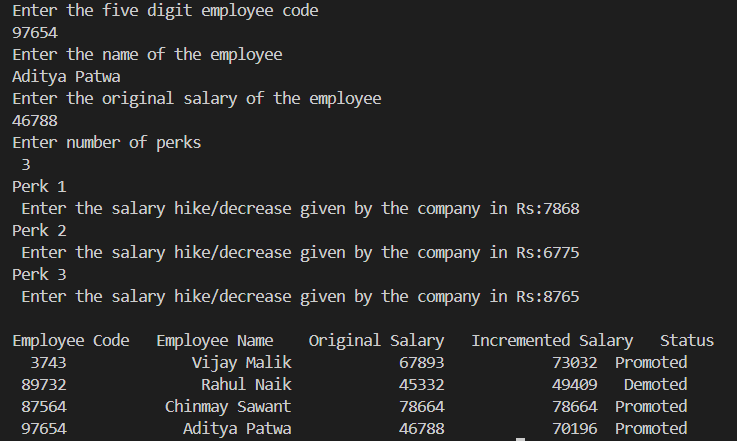 Enter the five digit employee code
97654
Enter the name of the employee
Aditya Patwa
Enter the original salary of the employee
46788
Enter number of perks
3
Perk 1
Enter the salary hike/decrease given by the company in Rs:7868
Perk 2
Enter the salary hike/decrease given by the company in Rs:6775
Perk 3
Enter the salary hike/decrease given by the company in Rs:8765
Employee Code Employee Name Original Salary Incremented Salary Status
3743 Vijay Malik 67893 73032 Promoted
89732 Rahul Naik 45332 49409 Demoted
87564 Chinmay Sawant 78664 78664 Promoted
97654 Aditya Patwa 46788 70196 Promoted